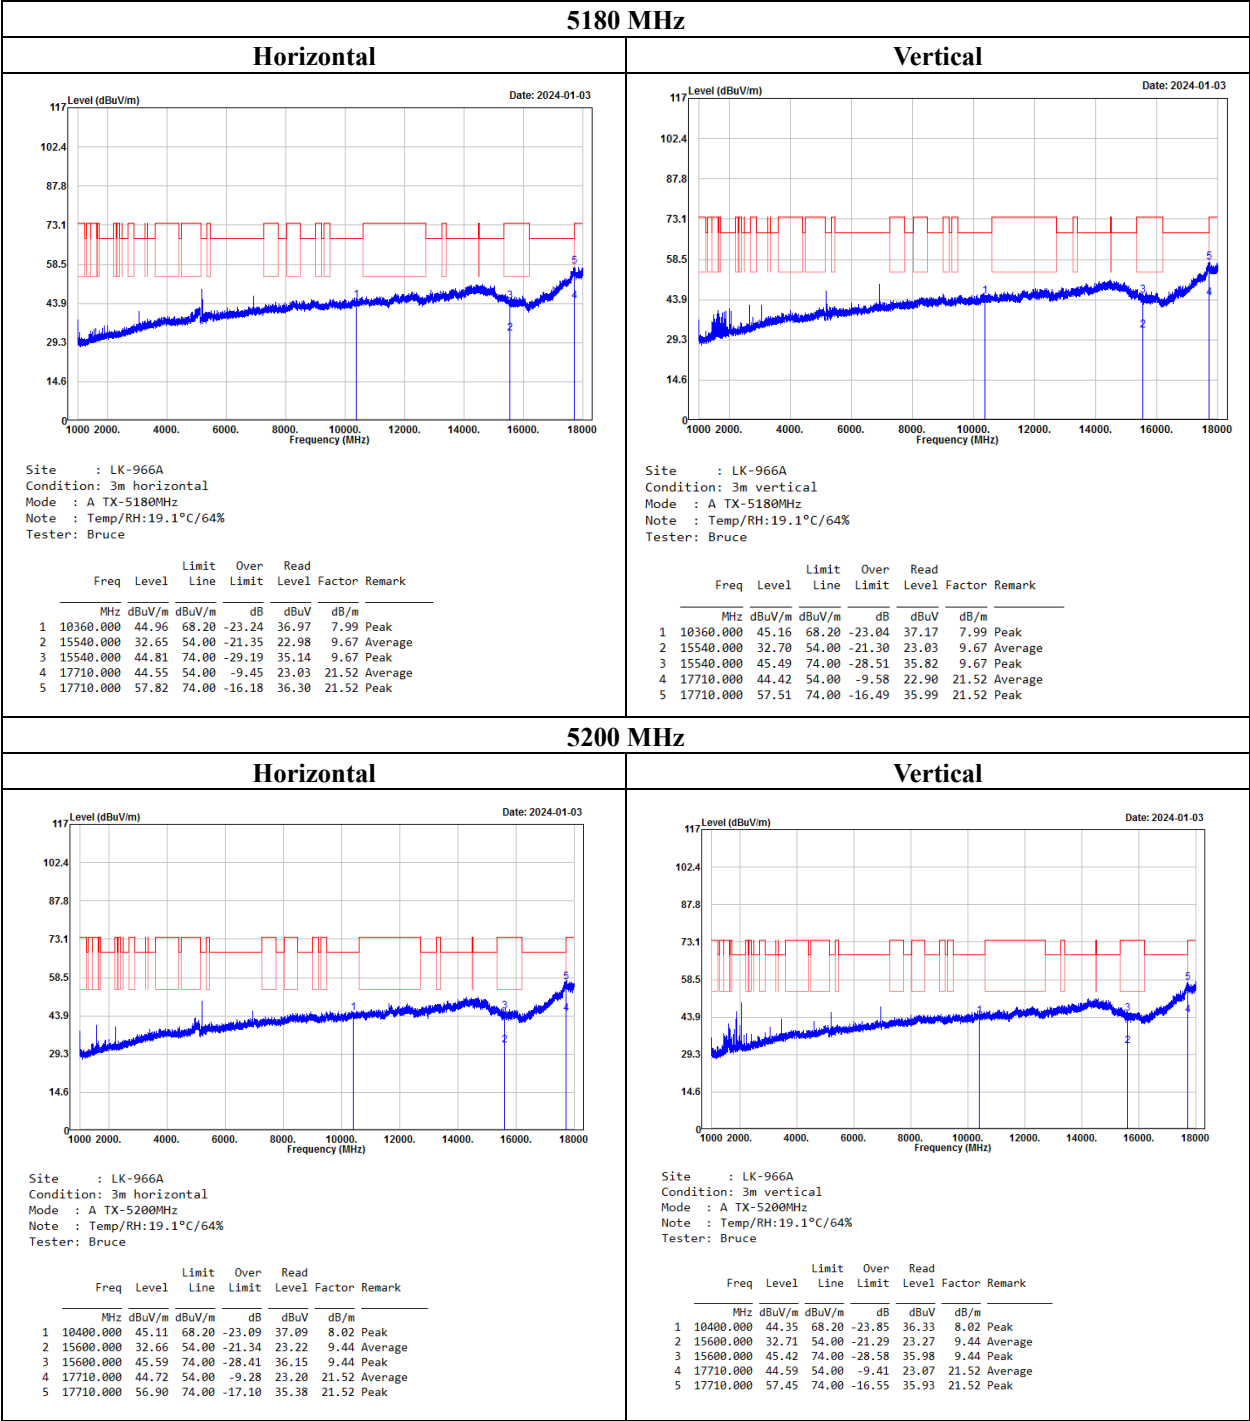 5180 MHz
Horizontal
Vertical
Level (dBuV/m)
Date: 2024-01-03
117
102.4
87.8
73.1
58.5
43.9
29.3
14.6
0
1
2
3
4
5
1000 2000. 4000. 6000. 8000. 10000. 12000. 14000. 16000. 18000
Frequency (MHz)
Site : LK-966A
Condition: 3m horizontal
Mode : A TX-5180MHz
Note : Temp/RH:19.1°C/64%
Tester: Bruce
Limit Over Read
Freq Level Line Limit Level Factor Remark
MHz dBuV/m dBuV/m dB dBuV dB/m
1 10360.000 44.96 68.20 -23.24 36.97 7.99 Peak
2 15540.000 32.65 54.00 -21.35 22.98 9.67 Average
3 15540.000 44.81 74.00 -29.19 35.14 9.67 Peak
4 17710.000 44.55 54.00 -9.45 23.03 21.52 Average
5 17710.000 57.82 74.00 -16.18 36.30 21.52 Peak
Level (dBuV/m)
Date: 2024-01-03
117
102.4
87.8
73.1
58.5
43.9
29.3
14.6
0
1
2
3
4
5
1000 2000. 4000. 6000. 8000. 10000. 12000. 14000. 16000. 18000
Frequency (MHz)
Site : LK-966A
Condition: 3m vertical
Mode : A TX-5180MHz
Note : Temp/RH:19.1°C/64%
Tester: Bruce
Limit Over Read
Freq Level Line Limit Level Factor Remark
MHz dBuV/m dBuV/m dB dBuV dB/m
1 10360.000 45.16 68.20 -23.04 37.17 7.99 Peak
2 15540.000 32.70 54.00 -21.30 23.03 9.67 Average
3 15540.000 45.49 74.00 -28.51 35.82 9.67 Peak
4 17710.000 44.42 54.00 -9.58 22.90 21.52 Average
5 17710.000 57.51 74.00 -16.49 35.99 21.52 Peak
5200 MHz
Horizontal
Vertical
Level (dBuV/m)
Date: 2024-01-03
117
102.4
87.8
73.1
58.5
43.9
29.3
14.6
0
1
2
3
4
5
1000 2000. 4000. 6000. 8000. 10000. 12000. 14000. 16000. 18000
Frequency (MHz)
Site : LK-966A
Condition: 3m horizontal
Mode : A TX-5200MHz
Note : Temp/RH:19.1°C/64%
Tester: Bruce
Limit Over Read
Freq Level Line Limit Level Factor Remark
MHz dBuV/m dBuV/m dB dBuV dB/m
1 10400.000 45.11 68.20 -23.09 37.09 8.02 Peak
2 15600.000 32.66 54.00 -21.34 23.22 9.44 Average
3 15600.000 45.59 74.00 -28.41 36.15 9.44 Peak
4 17710.000 44.72 54.00 -9.28 23.20 21.52 Average
5 17710.000 56.90 74.00 -17.10 35.38 21.52 Peak
Level (dBuV/m)
Date: 2024-01-03
117
102.4
87.8
73.1
58.5
43.9
29.3
14.6
0
1
2
3
4
5
1000 2000. 4000. 6000. 8000. 10000. 12000. 14000. 16000. 18000
Frequency (MHz)
Site : LK-966A
Condition: 3m vertical
Mode : A TX-5200MHz
Note : Temp/RH:19.1°C/64%
Tester: Bruce
Limit Over Read
Freq Level Line Limit Level Factor Remark
MHz dBuV/m dBuV/m dB dBuV dB/m
1 10400.000 44.35 68.20 -23.85 36.33 8.02 Peak
2 15600.000 32.71 54.00 -21.29 23.27 9.44 Average
3 15600.000 45.42 74.00 -28.58 35.98 9.44 Peak
4 17710.000 44.59 54.00 -9.41 23.07 21.52 Average
5 17710.000 57.45 74.00 -16.55 35.93 21.52 Peak